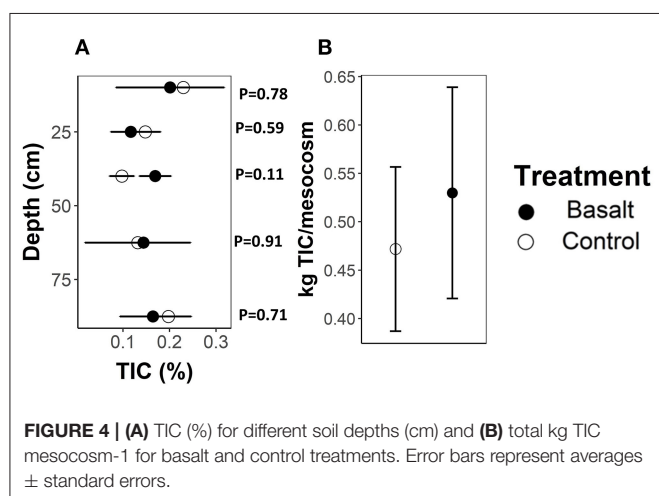 A
B
P=0.78
P=0.59
P=0.11
P=0.91
P=0.71
25
50
75
Depth (cm)
0.1 0.2 0.3
TIC (%)
0.65
0.60
0.55
0.50
0.45
0.40
kg TIC/mesocosm
Treatment
Basalt
Control
FIGURE 4 | (A) TIC (%) for different soil depths (cm) and (B) total kg TIC
mesocosm-1 for basalt and control treatments. Error bars represent averages
± standard errors.